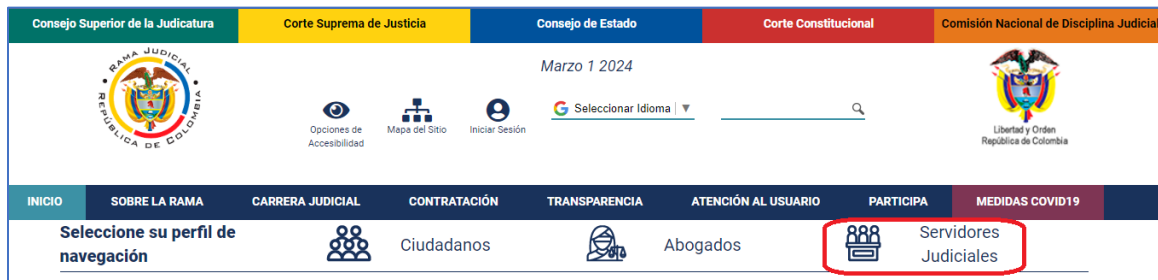 Consejo Superior de la Judicatura
Corte Suprema de Justicia
Consejo de Estado
Corte Constitucional
Comisión Nacional de Disciplina Judicial
RAMA JUDICIAL
REPÚBLICA DE COLOMBIA
Marzo 1 2024
Opciones de
Accesibilidad
Mapa del Sitio
Iniciar Sesión
G Seleccionar Idioma ▼
Libertad y Orden
República de Colombia
INICIO
SOBRE LA RAMA
CARRERA JUDICIAL
CONTRATACIÓN
TRANSPARENCIA
ATENCIÓN AL USUARIO
PARTICIPA
MEDIDAS COVID19
Seleccione su perfil de
navegación
Ciudadanos
Abogados
Servidores
Judiciales